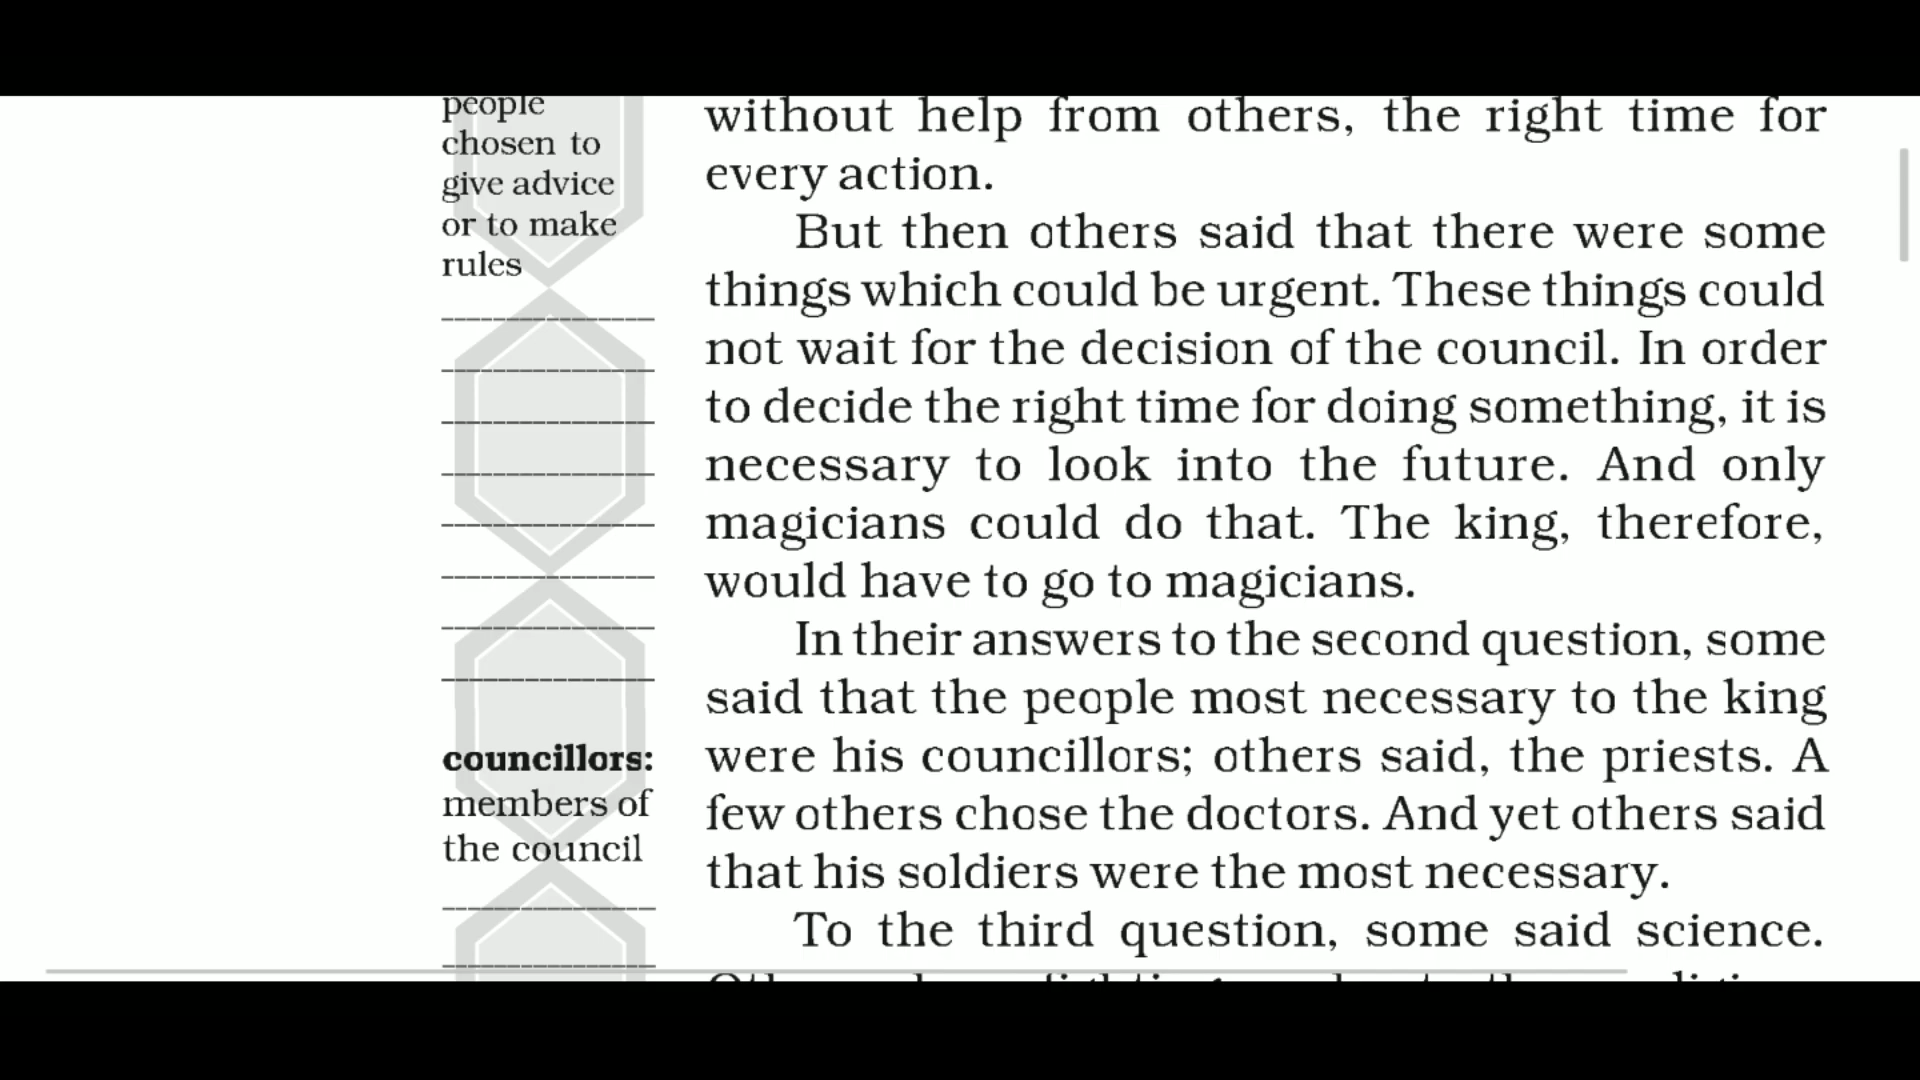 people
chosen to
give advice
or to make
rules
councillors:
members of
the council
without help from others, the right time for
every action.
But then others said that there were some
things which could be urgent. These things could
not wait for the decision of the council. In order
to decide the right time for doing something, it is
necessary to look into the future. And only
magicians could do that. The king, therefore,
would have to go to magicians.
In their answers to the second question, some
said that the people most necessary to the king
were his councillors; others said, the priests. A
few others chose the doctors. And yet others said
that his soldiers were the most necessary.
To the third question, some said science.